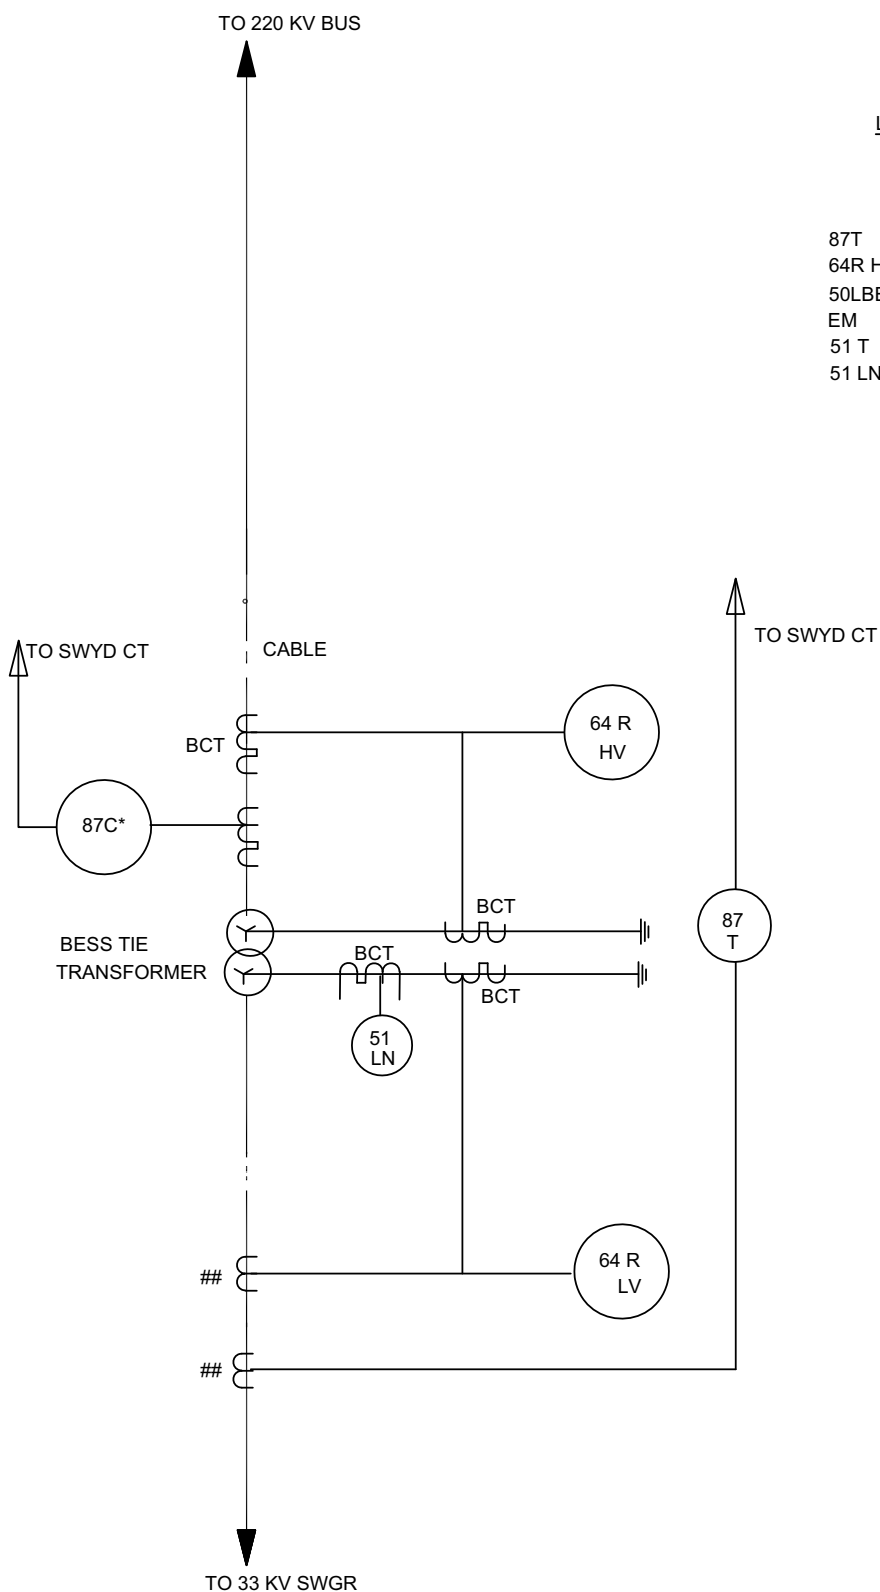 TO 220 KV BUS
87T
64R H
EM
51 T
51 LN
TO SWYD CT
TO SWYD CT
CABLE
64 R
HV
BCT
87C*
BCT
87
T
BESS TIE
TRANSFORMER
BCT
BCT
51
LN
64 R
LV
##
##
TO 33 KV SWGR